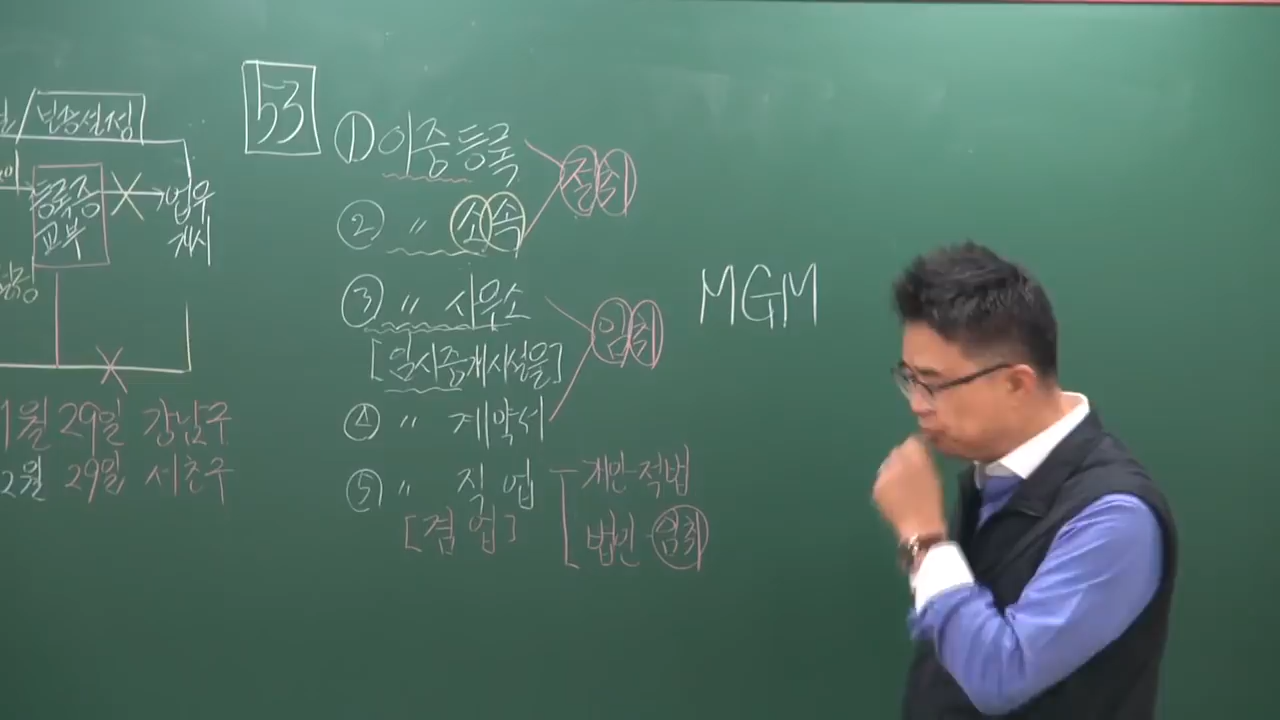 보증설정
등록증
교부
업무
개시
1월 29일 강남구
2월 29일 서초구
53
① 이중등록
② 〃 소속
절취
③ 〃 사무소
[임시중개시설물]
④ 〃 계약서
임취
⑤ 〃 직업
[겸업]
개인-적법
법인-임취
MGM